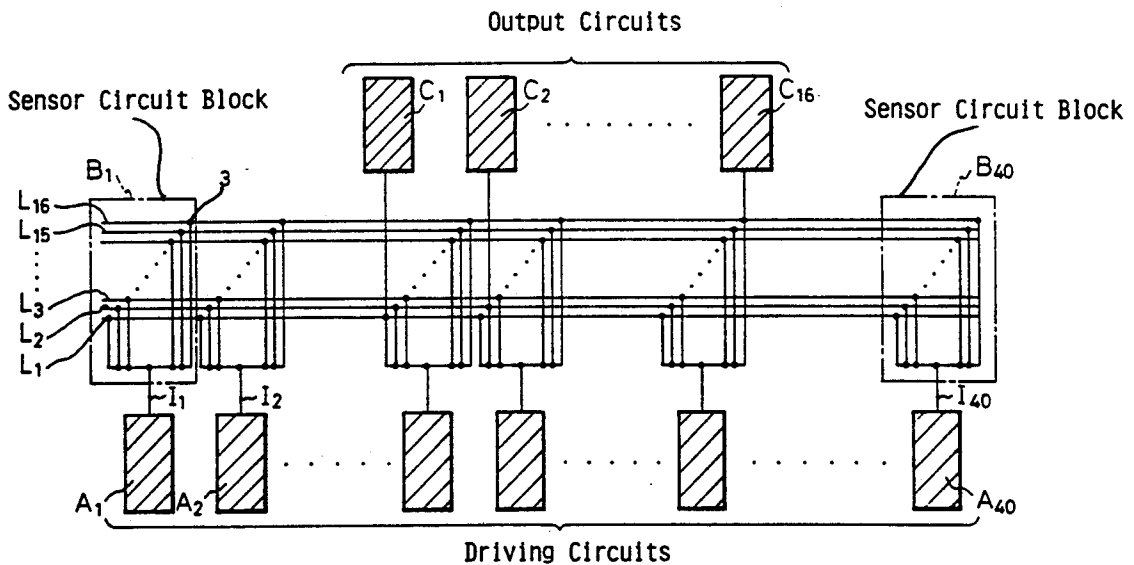 Output Circuits
Sensor Circuit Block
C1
C2
C16
Sensor Circuit Block
B1
3
B40
L16
L15
L3
L2
L1
I1
I2
I40
A1
A2
A40
Driving Circuits